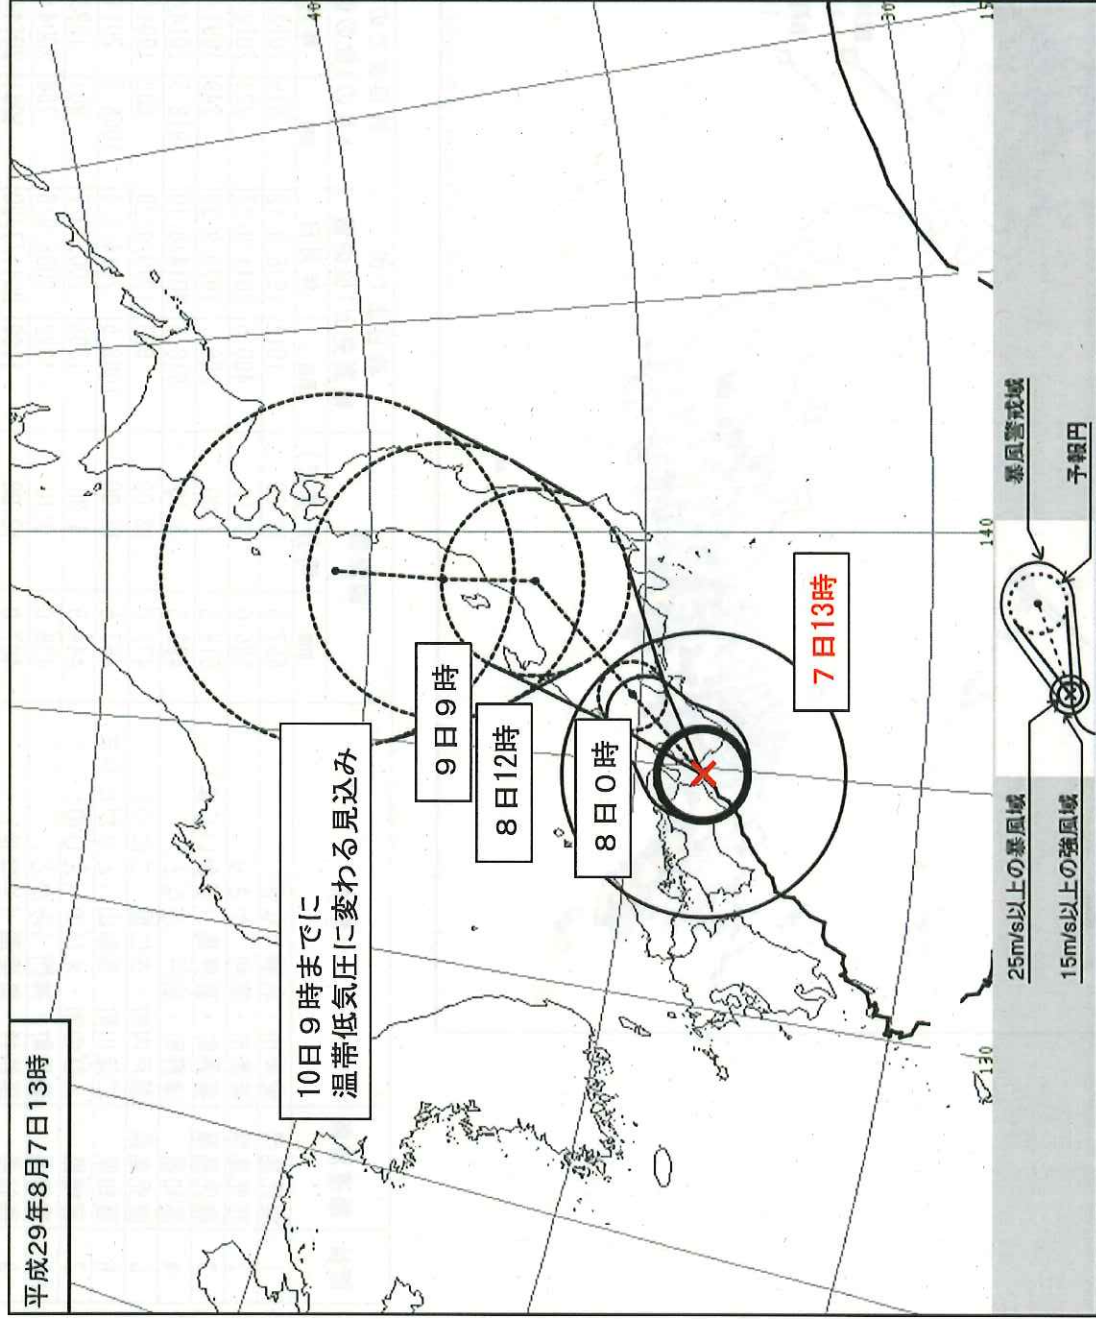 平成29年8月7日13時
10日9時までに
温帯低気圧に変わる見込み
9日9時
8日12時
8日0時
7日13時
40
30
130
140
15
25m/s以上の暴風域
15m/s以上の強風域
暴風警戒域
予報円